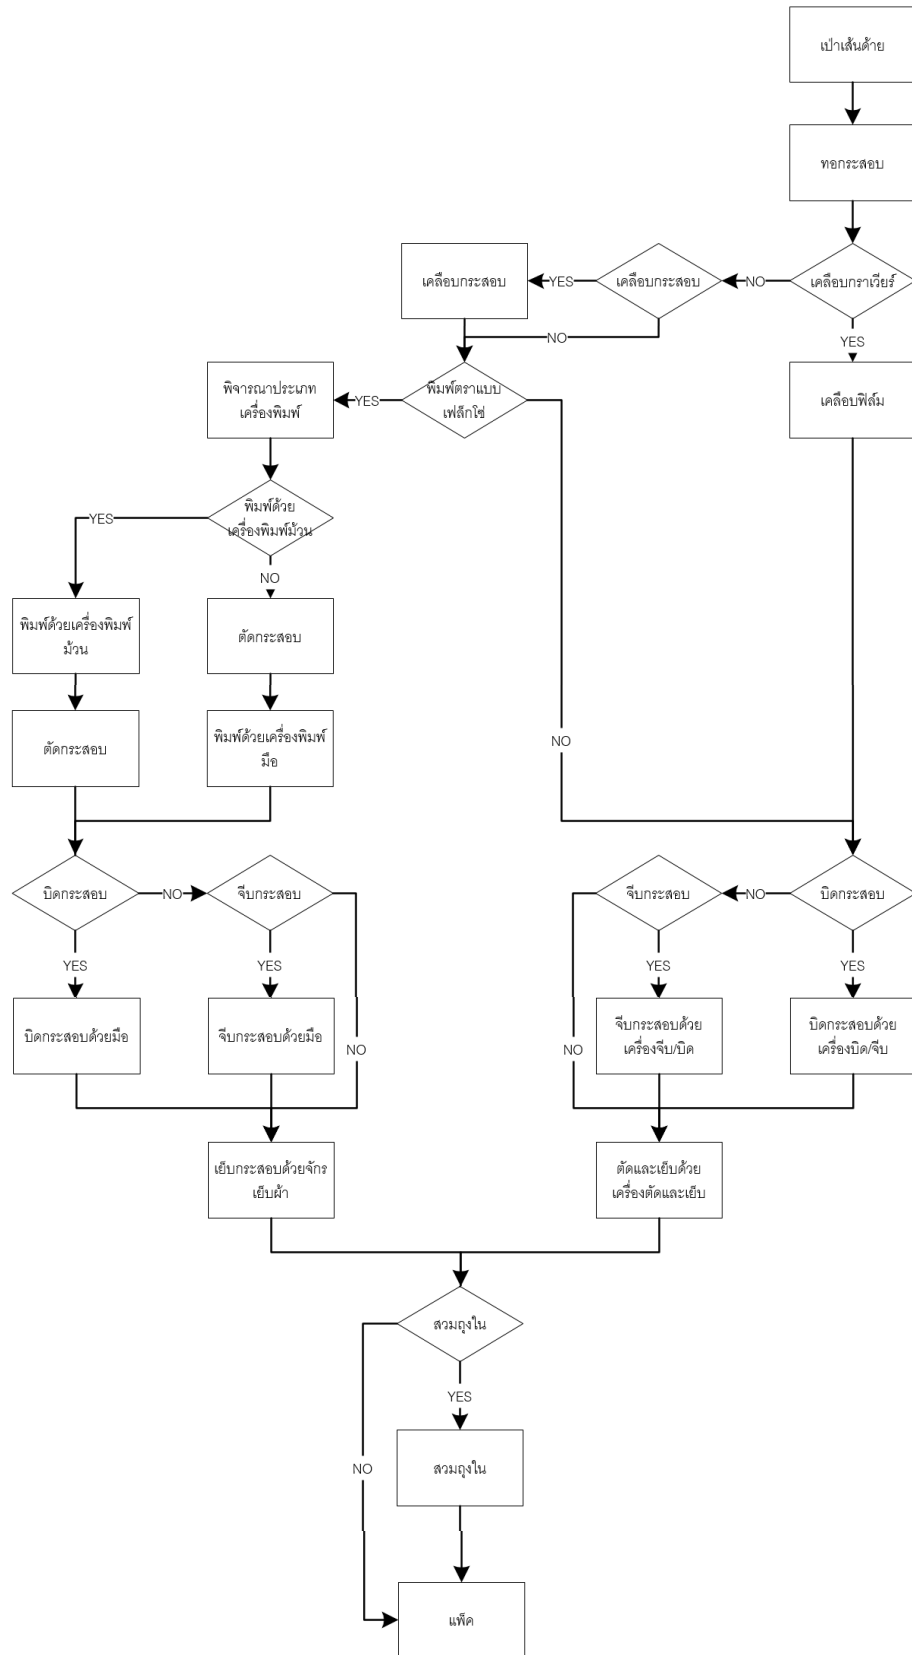 เป่าเส้นด้าย
ทอกระสอบ
เคลือบกระสอบ
YES
เคลือบกระสอบ
NO
เคลือบกราเวียร์
NO
YES
พิจารณาประเภท
เครื่องพิมพ์
YES
พิมพ์ตราแบบ
เฟล็กโซ่
เคลือบฟิล์ม
YES
พิมพ์ด้วย
เครื่องพิมพ์ม้วน
NO
พิมพ์ด้วยเครื่องพิมพ์
ม้วน
ตัดกระสอบ
ตัดกระสอบ
พิมพ์ด้วยเครื่องพิมพ์
มือ
NO
บิดกระสอบ
NO
จีบกระสอบ
จีบกระสอบ
NO
บิดกระสอบ
YES
YES
YES
YES
บิดกระสอบด้วยมือ
จีบกระสอบด้วยมือ
NO
NO
จีบกระสอบด้วย
เครื่องจีบ/บิด
บิดกระสอบด้วย
เครื่องบิด/จีบ
เย็บกระสอบด้วยจักร
เย็บผ้า
ตัดและเย็บด้วย
เครื่องตัดและเย็บ
สวมถุงใน
YES
NO
สวมถุงใน
แพ็ค